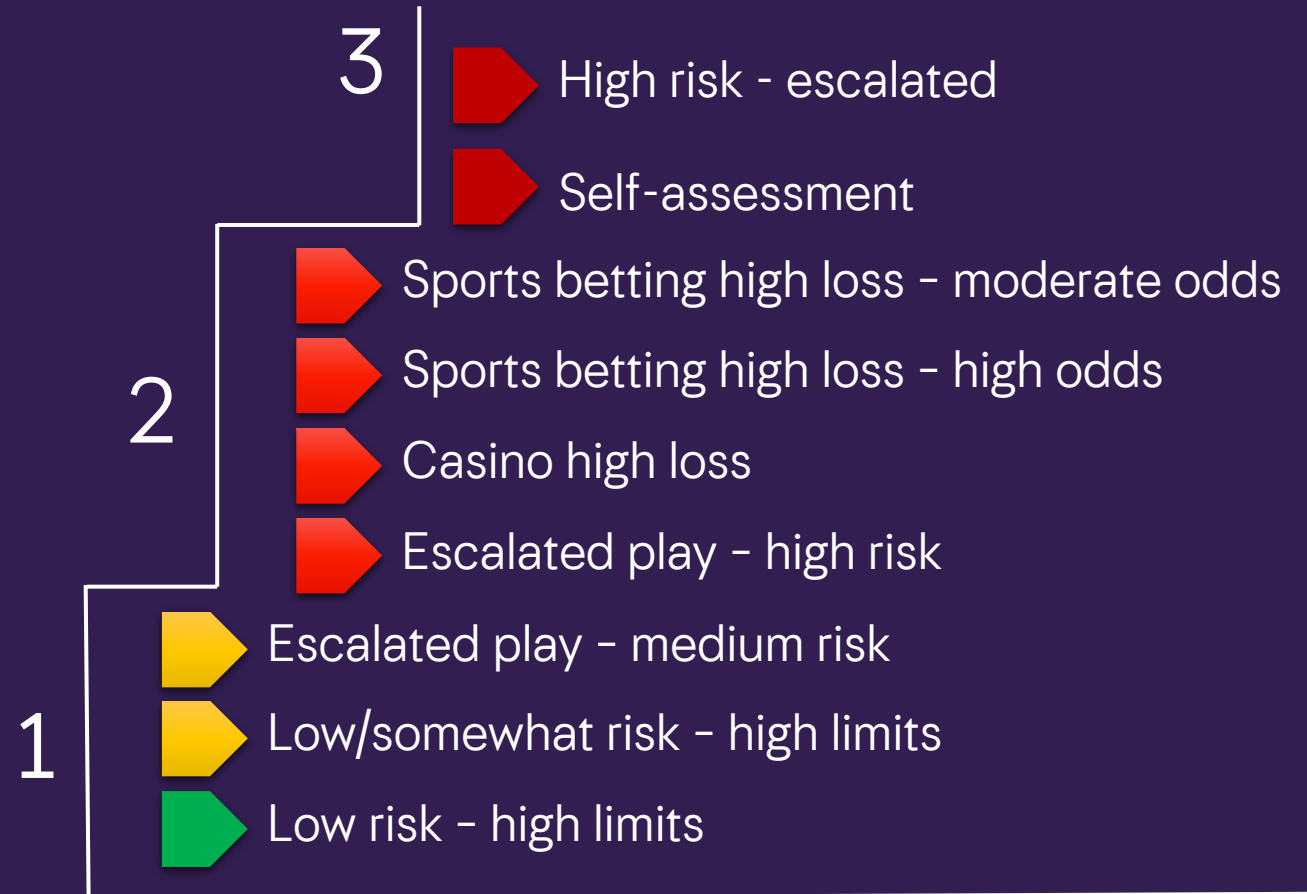 3
High risk - escalated
Self-assessment
2
Sports betting high loss – moderate odds
Sports betting high loss – high odds
Casino high loss
Escalated play – high risk
1
Escalated play – medium risk
Low/somewhat risk – high limits
Low risk – high limits